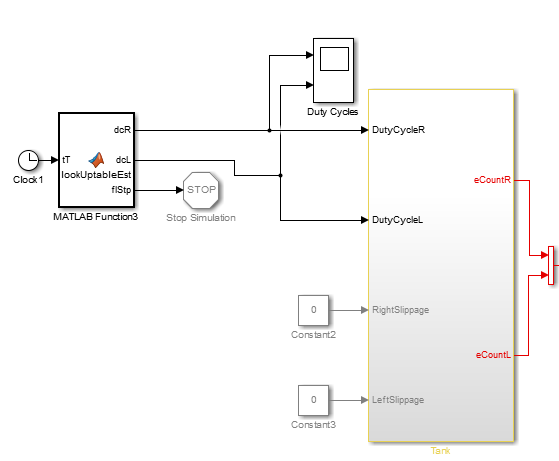 Duty Cycles
dcR
DutyCycleR
tT
dcL
lookUptableEst
Clock1
flStp
STOP
eCountR
MATLAB Function3
Stop Simulation
DutyCycleL
0
RightSlippage
Constant2
eCountL
0
LeftSlippage
Constant3
Tank